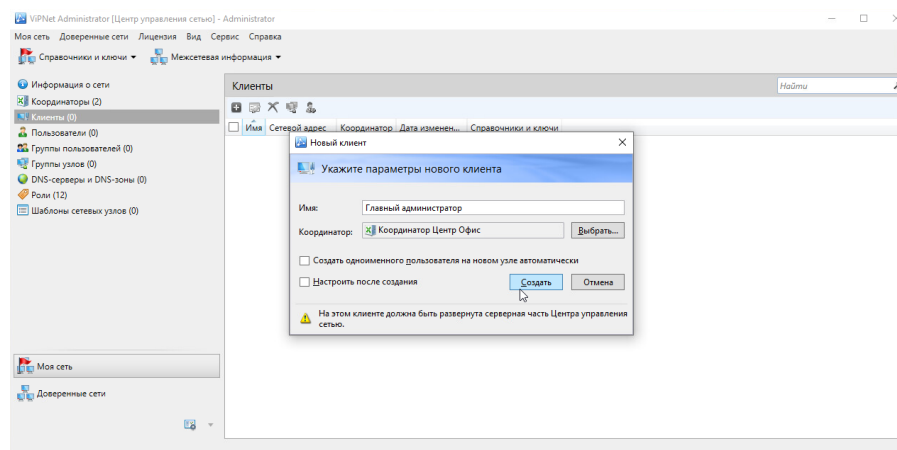 ViPNet Administrator [Центр управления сетью] - Administrator
Моя сеть Доверенные сети Лицензия Вид Сервис Справка
Справочники и ключи Межсетевая информация
Информация о сети
Координаторы (2)
Клиенты (0)
Пользователи (0)
Группы пользователей (0)
Группы узлов (0)
DNS-серверы и DNS-зоны (0)
Роли (12)
Шаблоны сетевых узлов (0)
Моя сеть
Доверенные сети
Клиенты
Найти
Имя Сетевой адрес Координатор Дата изменен... Справочники и ключи
Новый клиент
Укажите параметры нового клиента
Имя: Главный администратор
Координатор: Координатор Центр Офис Выбрать...
Создать одноименного пользователя на новом узле автоматически
Настроить после создания Создать Отмена
На этом клиенте должна быть развернута серверная часть Центра управления
сетью.